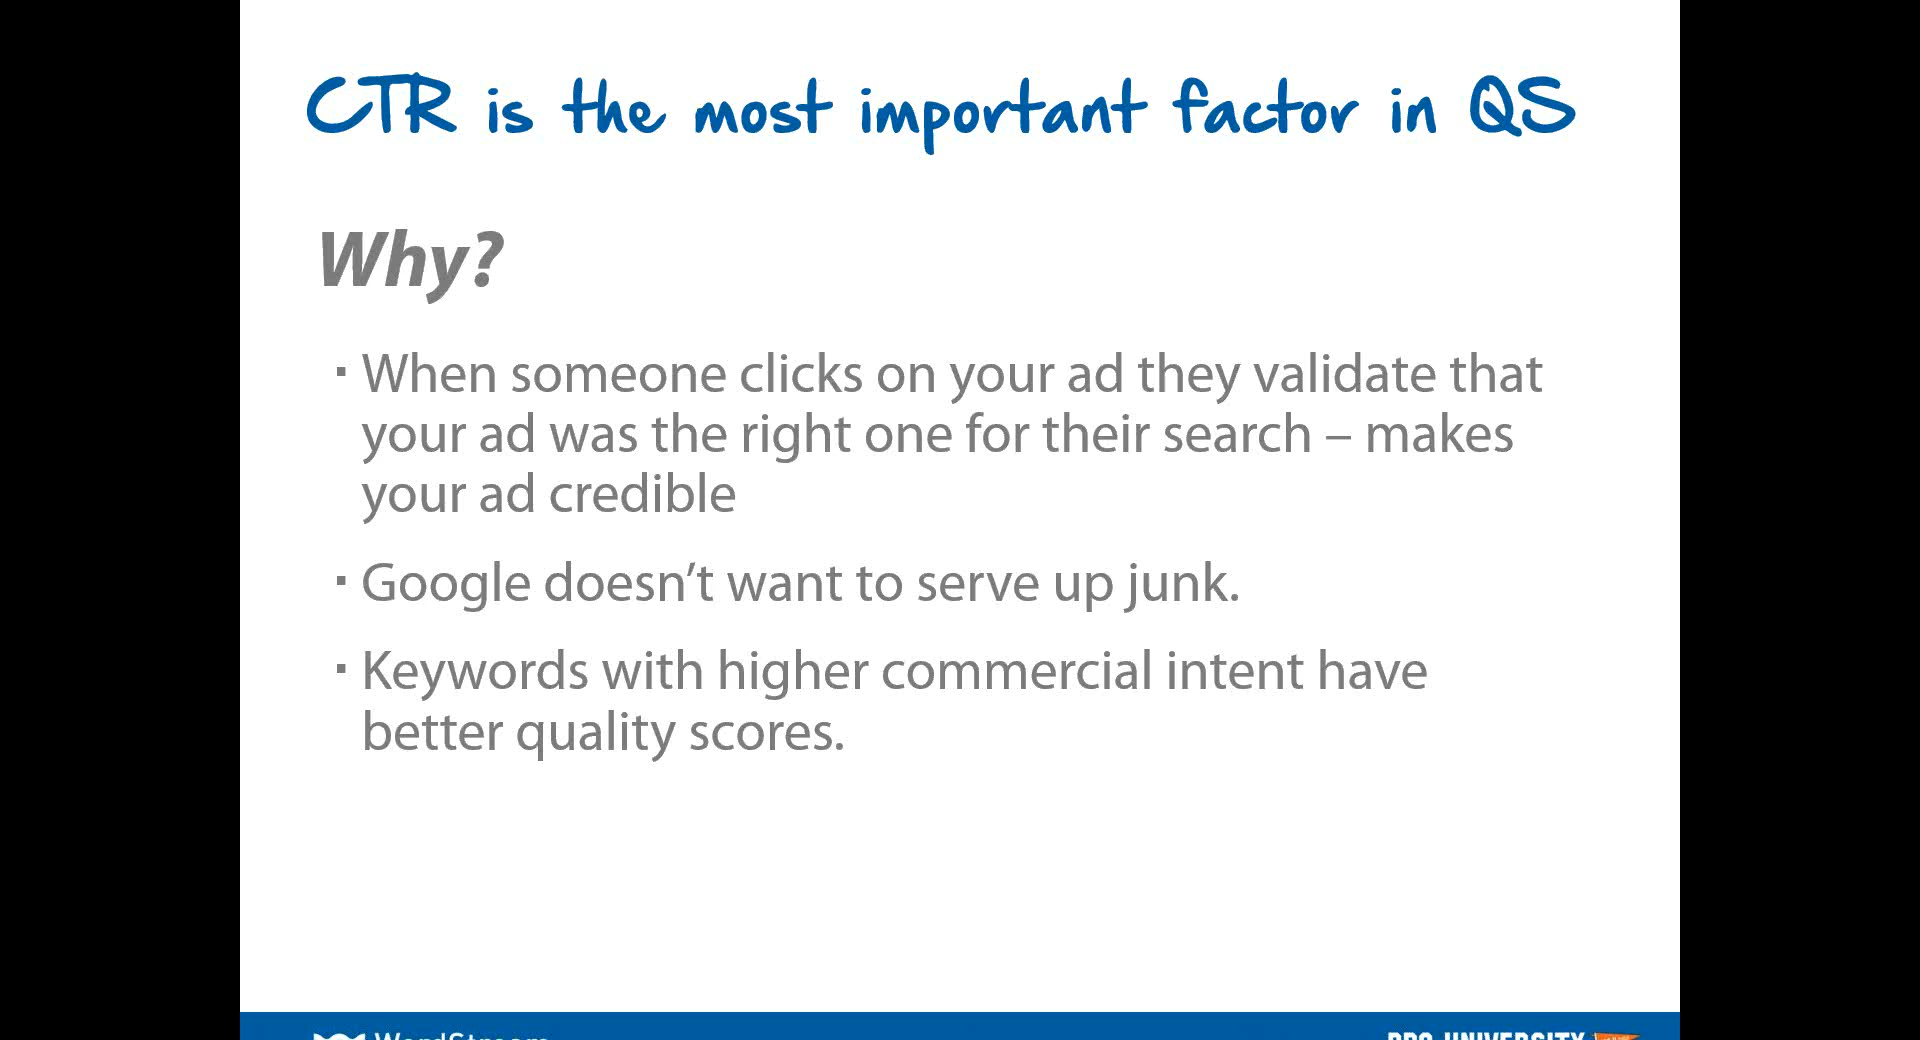 CTR is the most important factor in QS
Why?
▪ When someone clicks on your ad they validate that
your ad was the right one for their search – makes
your ad credible
▪ Google doesn’t want to serve up junk.
▪ Keywords with higher commercial intent have
better quality scores.
WordStream
PPC UNIVERSITY